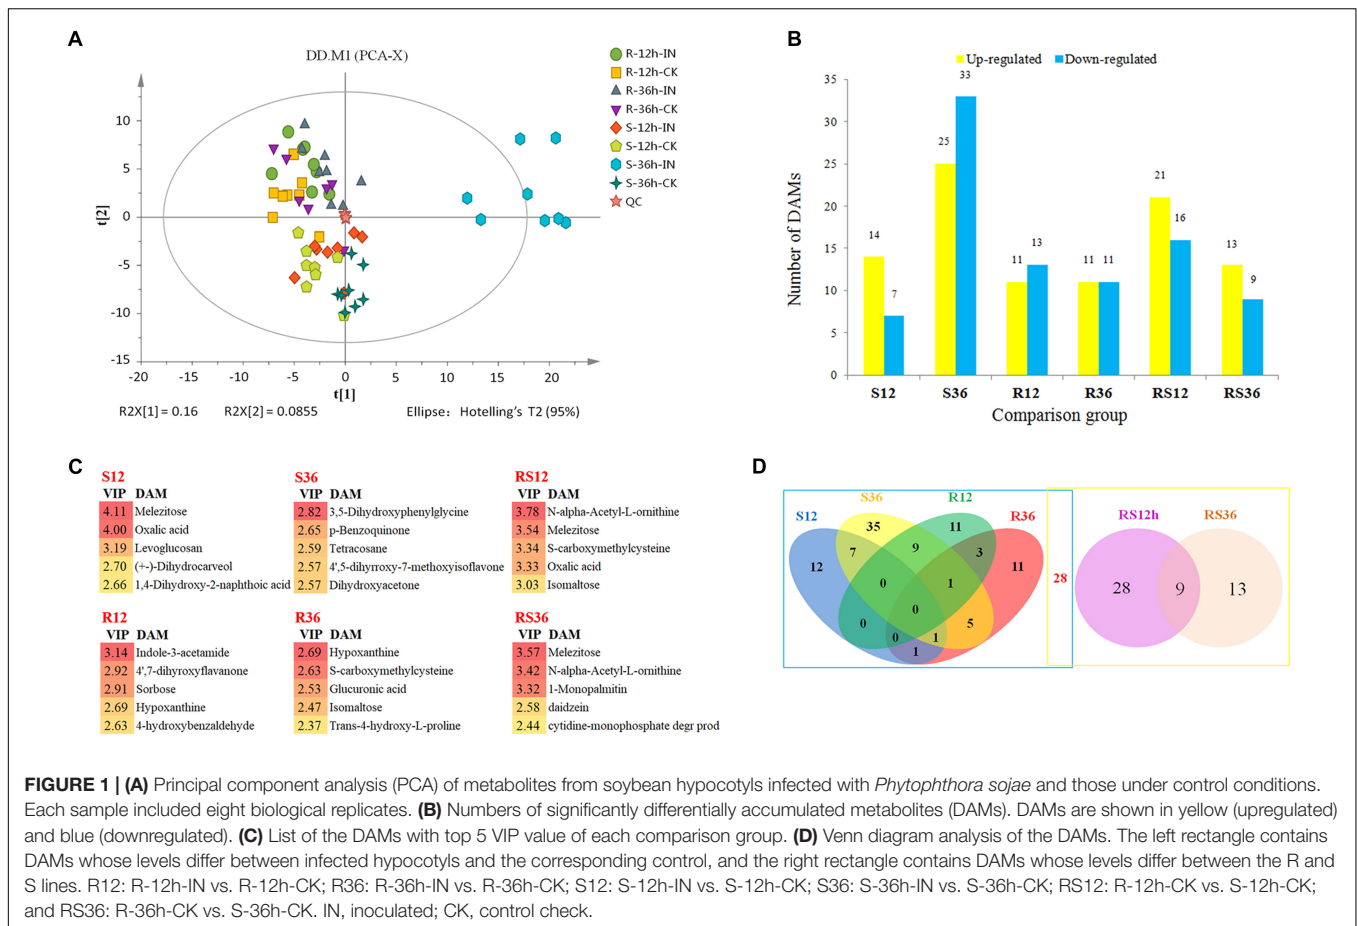 A
DD.M1 (PCA-X)
t[2]
10
5
0
-5
-10
-15
-20
-15
-10
-5
0
5
10
15
20
t[1]
R2X[1] = 0.16 R2X[2] = 0.0855 Ellipse: Hotelling's T2 (95%)
R-12h-IN
R-12h-CK
R-36h-IN
R-36h-CK
S-12h-IN
S-12h-CK
S-36h-IN
S-36h-CK
QC
B
Up-regulated Down-regulated
Number of DAMs
35
30
25
20
15
10
5
0
14
7
25
33
11
13
11
11
21
16
13
9
S12 S36 R12 R36 RS12 RS36
Comparison group
C
S12
VIP DAM
4.11 Melezitose
4.00 Oxalic acid
3.19 Levoglucosan
2.70 (+-)-Dihydrocarveol
2.66 1,4-Dihydroxy-2-naphthoic acid
S36
VIP DAM
2.82 3,5-Dihydroxyphenylglycine
2.65 p-Benzoquinone
2.59 Tetracosane
2.57 4',5-dihyrroxy-7-methoxyisoflavone
2.57 Dihydroxyacetone
RS12
VIP DAM
3.78 N-alpha-Acetyl-L-ornithine
3.54 Melezitose
3.34 S-carboxymethylcysteine
3.33 Oxalic acid
3.03 Isomaltose
R12
VIP DAM
3.14 Indole-3-acetamide
2.92 4',7-dihyroxyflavanone
2.91 Sorbose
2.69 Hypoxanthine
2.63 4-hydroxybenzaldehyde
R36
VIP DAM
2.69 Hypoxanthine
2.63 S-carboxymethylcysteine
2.53 Glucuronic acid
2.47 Isomaltose
2.37 Trans-4-hydroxy-L-proline
RS36
VIP DAM
3.57 Melezitose
3.42 N-alpha-Acetyl-L-ornithine
3.32 1-Monopalmitin
2.58 daidzein
2.44 cytidine-monophosphate degr prod
D
S36 R12
S12 R36
35 11
7 9 3
12 11
0 1
0
0 5
0 1
1
28
RS12h RS36
28 9 13
FIGURE 1 | (A) Principal component analysis (PCA) of metabolites from soybean hypocotyls infected with Phytophthora sojae and those under control conditions.
Each sample included eight biological replicates. (B) Numbers of significantly differentially accumulated metabolites (DAMs). DAMs are shown in yellow (upregulated)
and blue (downregulated). (C) List of the DAMs with top 5 VIP value of each comparison group. (D) Venn diagram analysis of the DAMs. The left rectangle contains
DAMs whose levels differ between infected hypocotyls and the corresponding control, and the right rectangle contains DAMs whose levels differ between the R and
S lines. R12: R-12h-IN vs. R-12h-CK; R36: R-36h-IN vs. R-36h-CK; S12: S-12h-IN vs. S-12h-CK; S36: S-36h-IN vs. S-36h-CK; RS12: R-12h-CK vs. S-12h-CK;
and RS36: R-36h-CK vs. S-36h-CK. IN, inoculated; CK, control check.